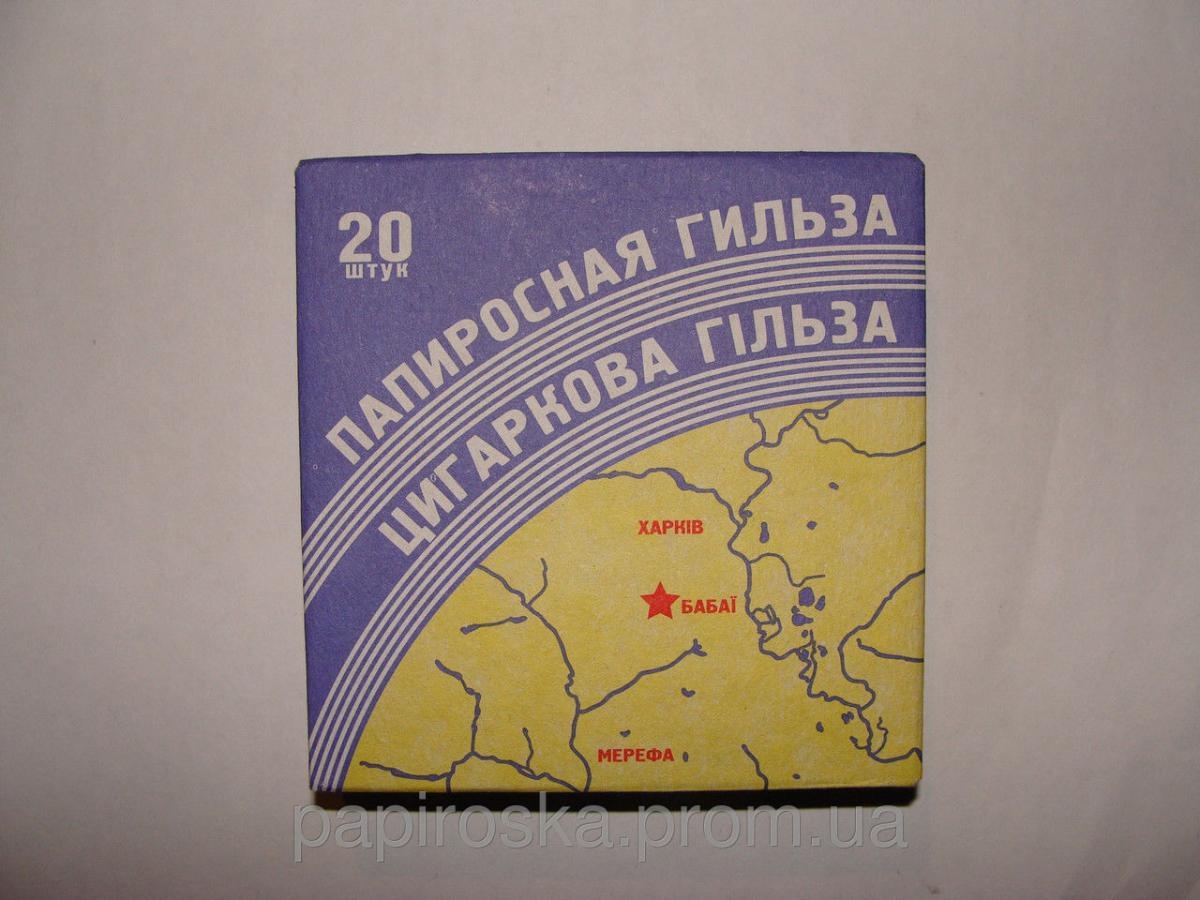 20
ШТУК
ПАПИРОСНАЯ ГИЛЬЗА
ЦИГАРКОВА ГІЛЬЗА
ХАРКІВ
БАБАЇ
МЕРЕФА
papiroska.prom.ua